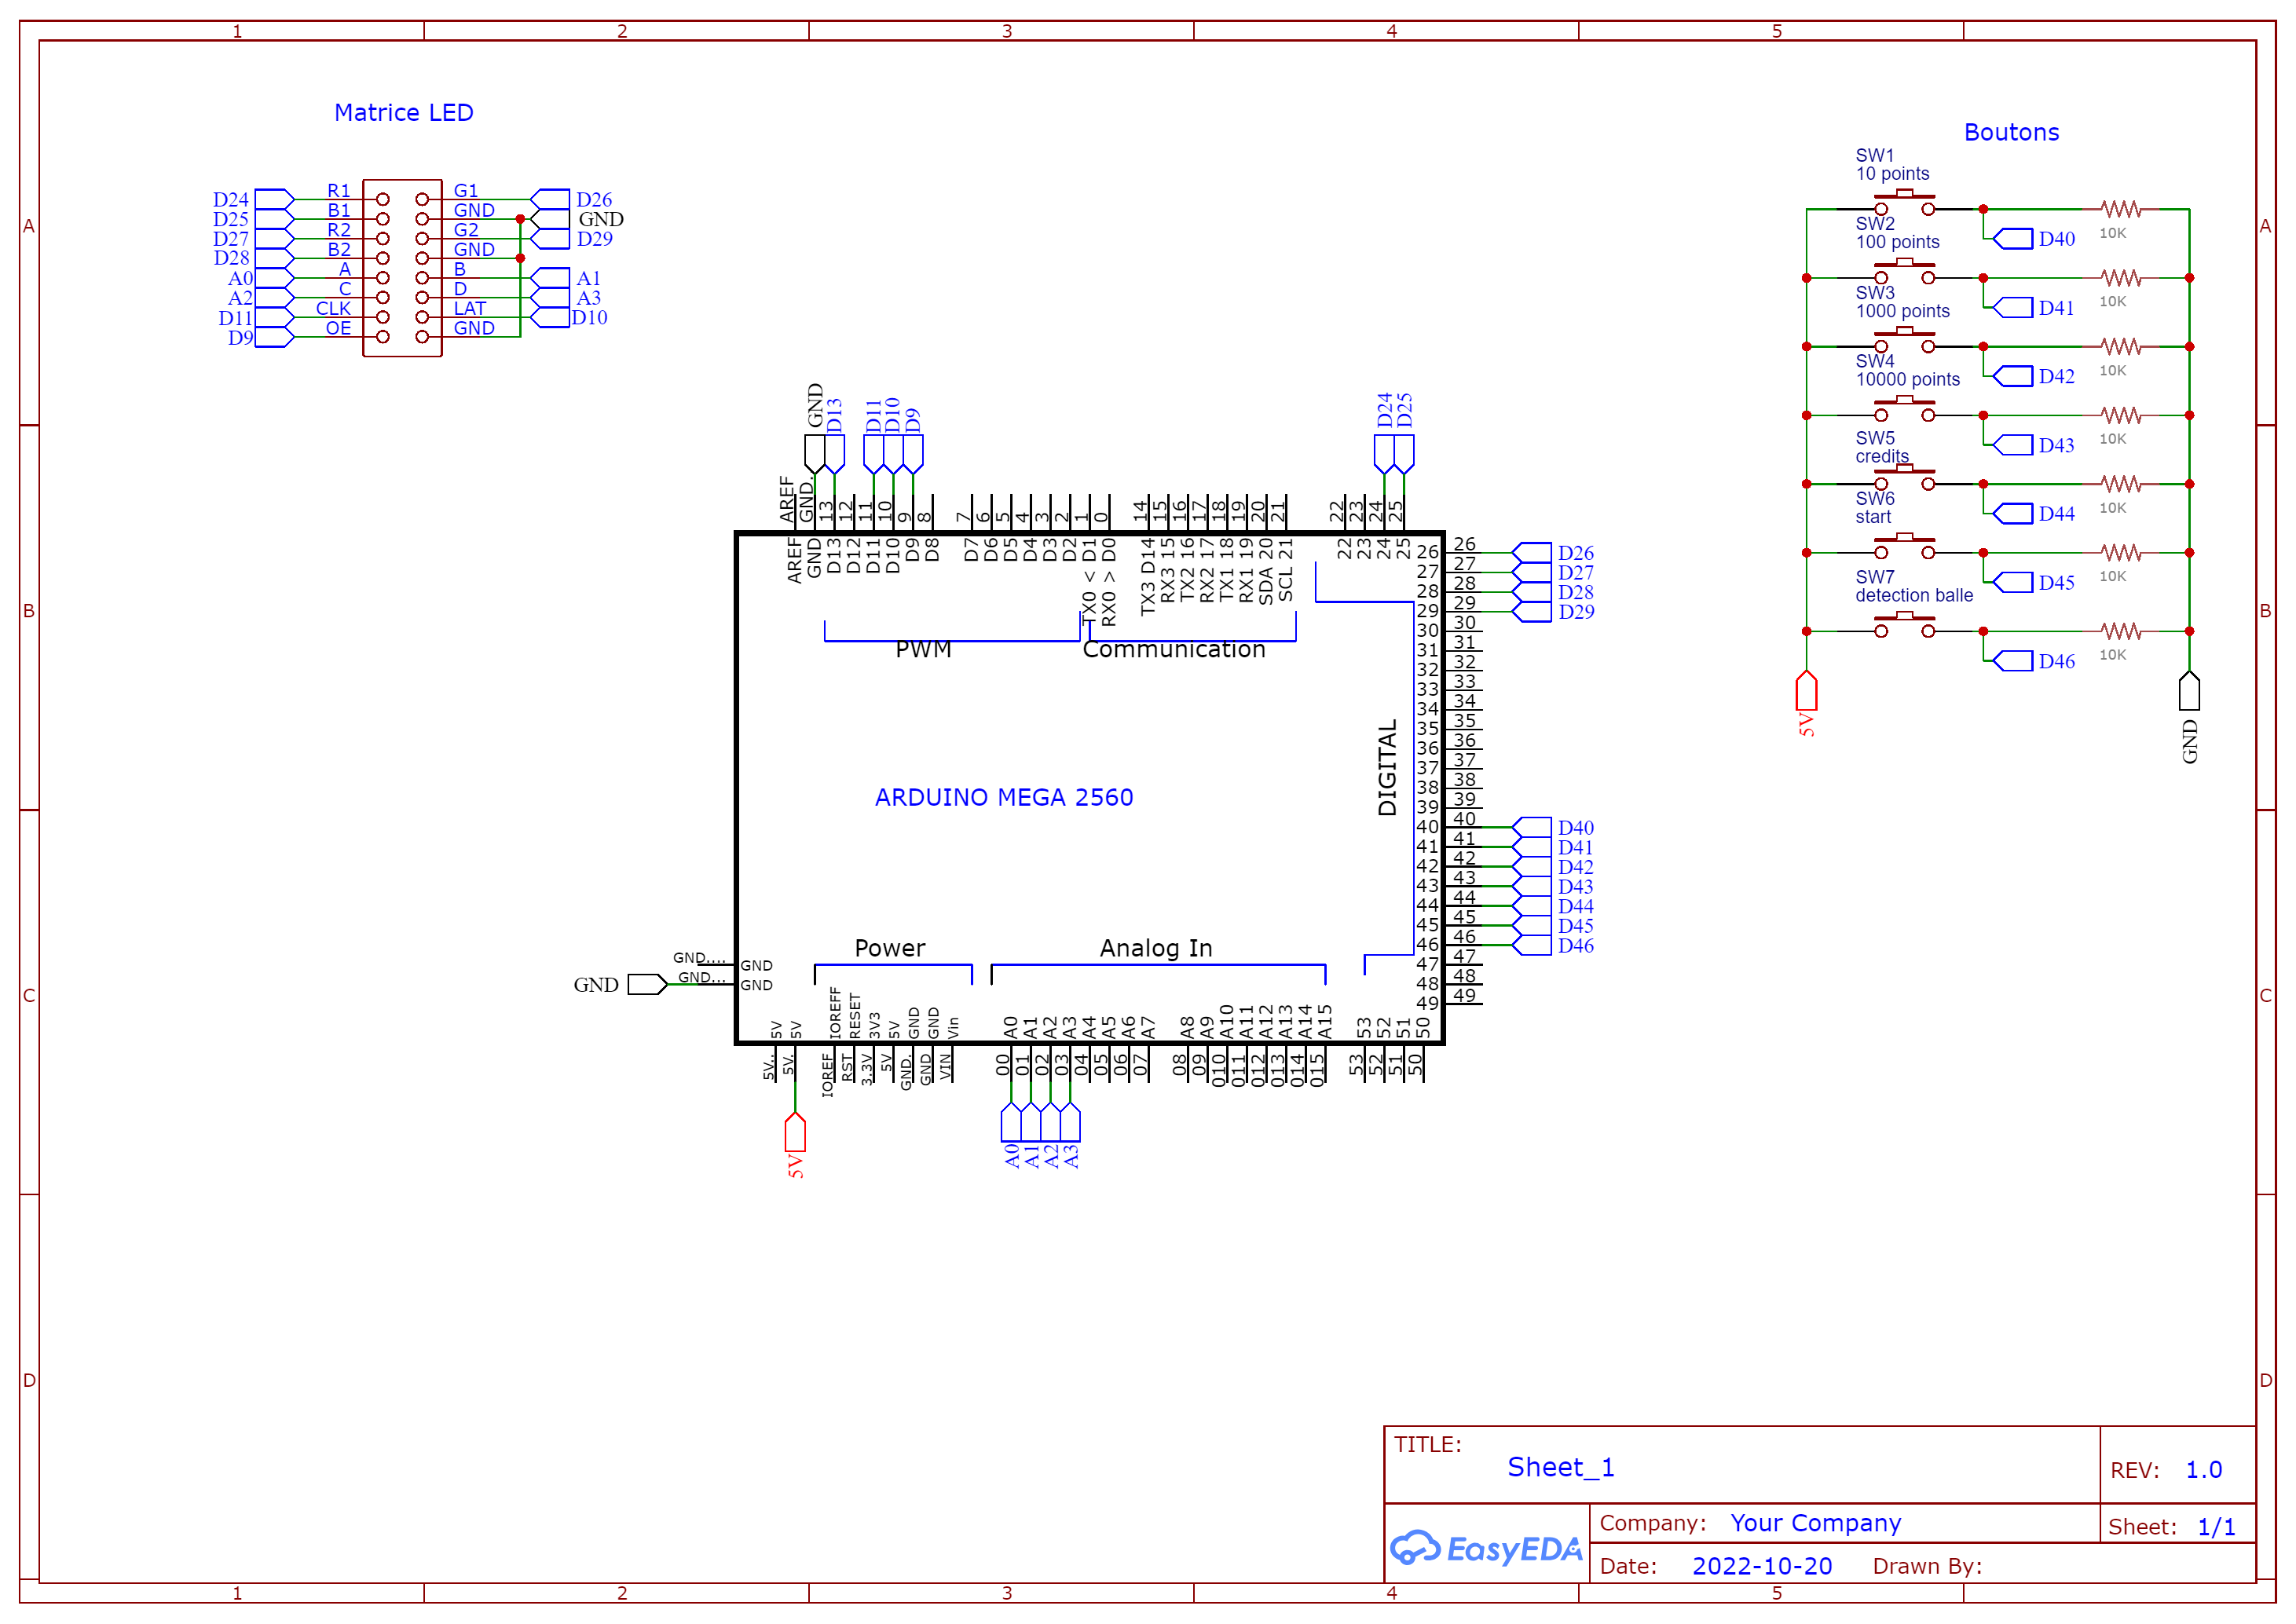 1 2 3 4 5
A
B
C
D
A
B
C
D
1 2 3 4 5
Matrice LED
D24 R1 G1 D26
D25 B1 GND GND
D27 R2 G2 D29
D28 B2 GND
A0 A B A1
A2 C D A3
D11 CLK LAT D10
D9 OE GND
Boutons
SW1
10 points
10K
D40
SW2
100 points
10K
D41
SW3
1000 points
10K
D42
SW4
10000 points
10K
D43
SW5
credits
10K
D44
SW6
start
10K
D45
SW7
detection balle
10K
D46
5V
GND
GND D13 D11 D10 D9 D24 D25
AREF GND. 13 12 11 10 9 8 7 6 5 4 3 2 1 0 14 15 16 17 18 19 20 21 22 23 24 25
AREF GND D13 D12 D11 D10 D9 D8 D7 D6 D5 D4 D3 D2 TX0 < D1 RX0 > D0 TX3 D14 RX3 15 TX2 16 RX2 17 TX1 18 RX1 19 SDA 20 SCL 21 22 23 24 25
PWM Communication
26 26 D26
27 27 D27
28 28 D28
29 29 D29
30 30
31 31
32 32
33 33
34 34
35 35
36 36
37 37
38 38
39 39
40 40 D40
41 41 D41
42 42 D42
43 43 D43
44 44 D44
45 45 D45
46 46 D46
47 47
48 48
49 49
DIGITAL
ARDUINO MEGA 2560
Power Analog In
GND.... GND
GND GND... GND
5V 5V IOREFF RESET 3V3 5V GND GND Vin A0 A1 A2 A3 A4 A5 A6 A7 A8 A9 A10 A11 A12 A13 A14 A15 53 52 51 50
5V.. 5V. IOREF RST 3.3V 5V GND. GND VIN 00 01 02 03 04 05 06 07 08 09 010 011 012 013 014 015 53 52 51 50
5V A0 A1 A2 A3
TITLE:
Sheet_1
REV: 1.0
EasyEDA
Company: Your Company
Sheet: 1/1
Date: 2022-10-20 Drawn By: